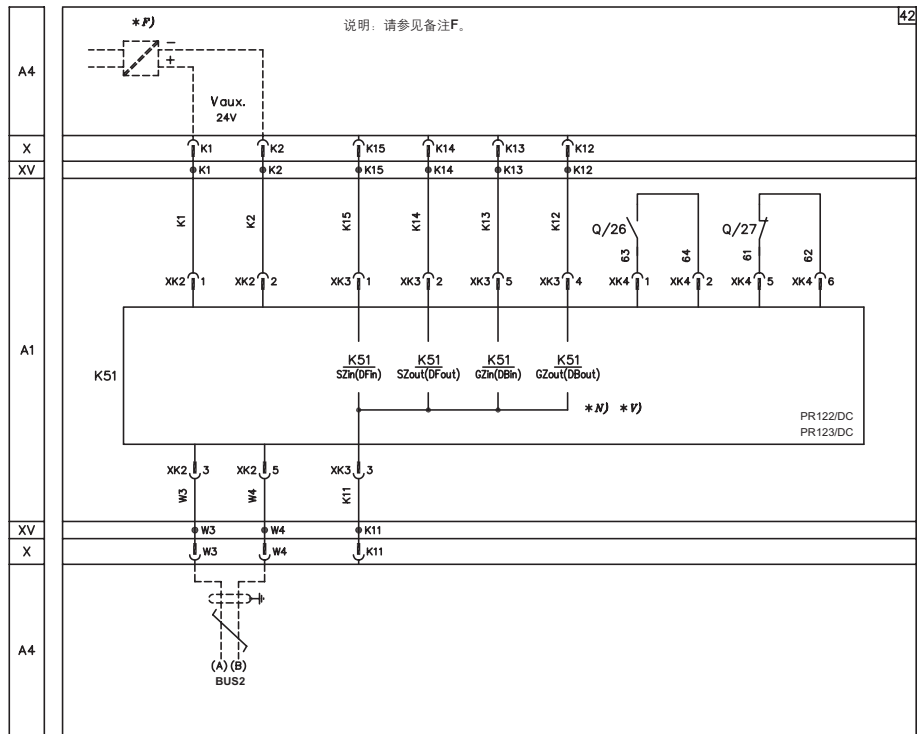 42
*F)
说明：请参见备注F。
−
+
A4
Vaux.
24V
X
K1
K2
K15
K14
K13
K12
XV
K1
K2
K15
K14
K13
K12
K1
K2
K15
K14
K13
K12
Q/26
63
64
Q/27
61
62
XK2 1
XK2 2
XK3 1
XK3 2
XK3 5
XK3 4
XK4 1
XK4 2
XK4 5
XK4 6
A1
K51
K51
SZin(DFin)
K51
SZout(DFout)
K51
GZin(DBin)
K51
GZout(DBout)
*N) *V)
PR122/DC
PR123/DC
XK2 3
XK2 5
XK3 3
W3
W4
K11
XV
W3
W4
K11
X
W3
W4
K11
A4
(A) (B)
BUS2